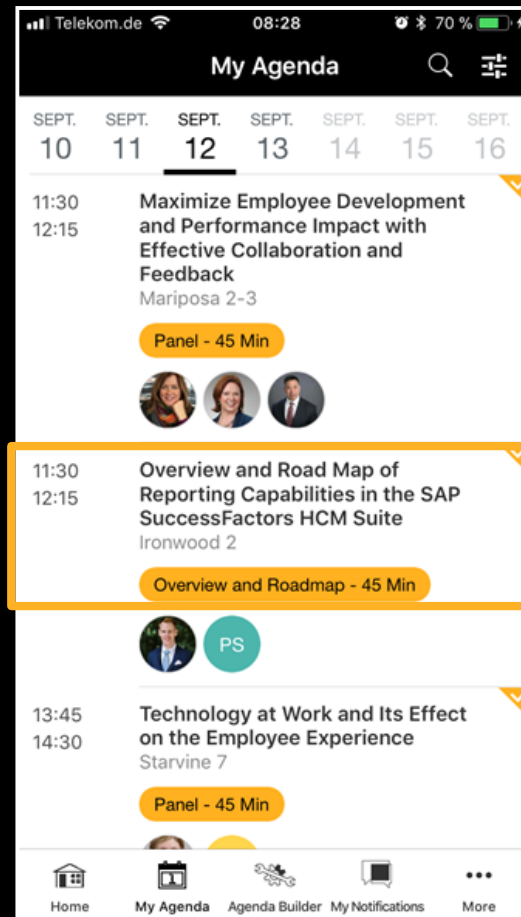 Telekom.de 08:28 70 %
My Agenda
SEPT. SEPT. SEPT. SEPT. SEPT. SEPT. SEPT.
10 11 12 13 14 15 16
11:30 Maximize Employee Development
12:15 and Performance Impact with
Effective Collaboration and
Feedback
Mariposa 2-3
Panel - 45 Min
11:30 Overview and Road Map of
12:15 Reporting Capabilities in the SAP
SuccessFactors HCM Suite
Ironwood 2
Overview and Roadmap - 45 Min
PS
13:45 Technology at Work and Its Effect
14:30 on the Employee Experience
Starvine 7
Panel - 45 Min
1
Home My Agenda Agenda Builder My Notifications More